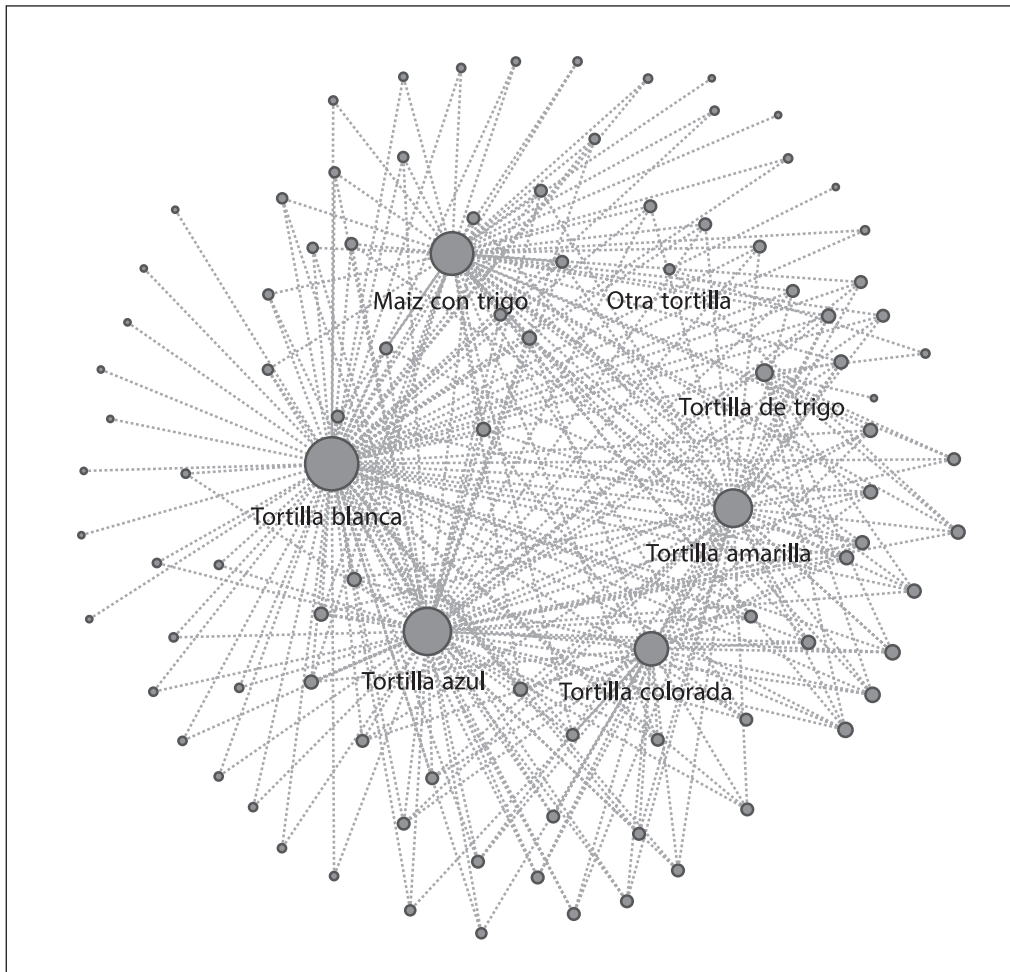 Maiz con trigo
Otra tortilla
Tortilla de trigo
Tortilla blanca
Tortilla amarilla
Tortilla azul
Tortilla colorada